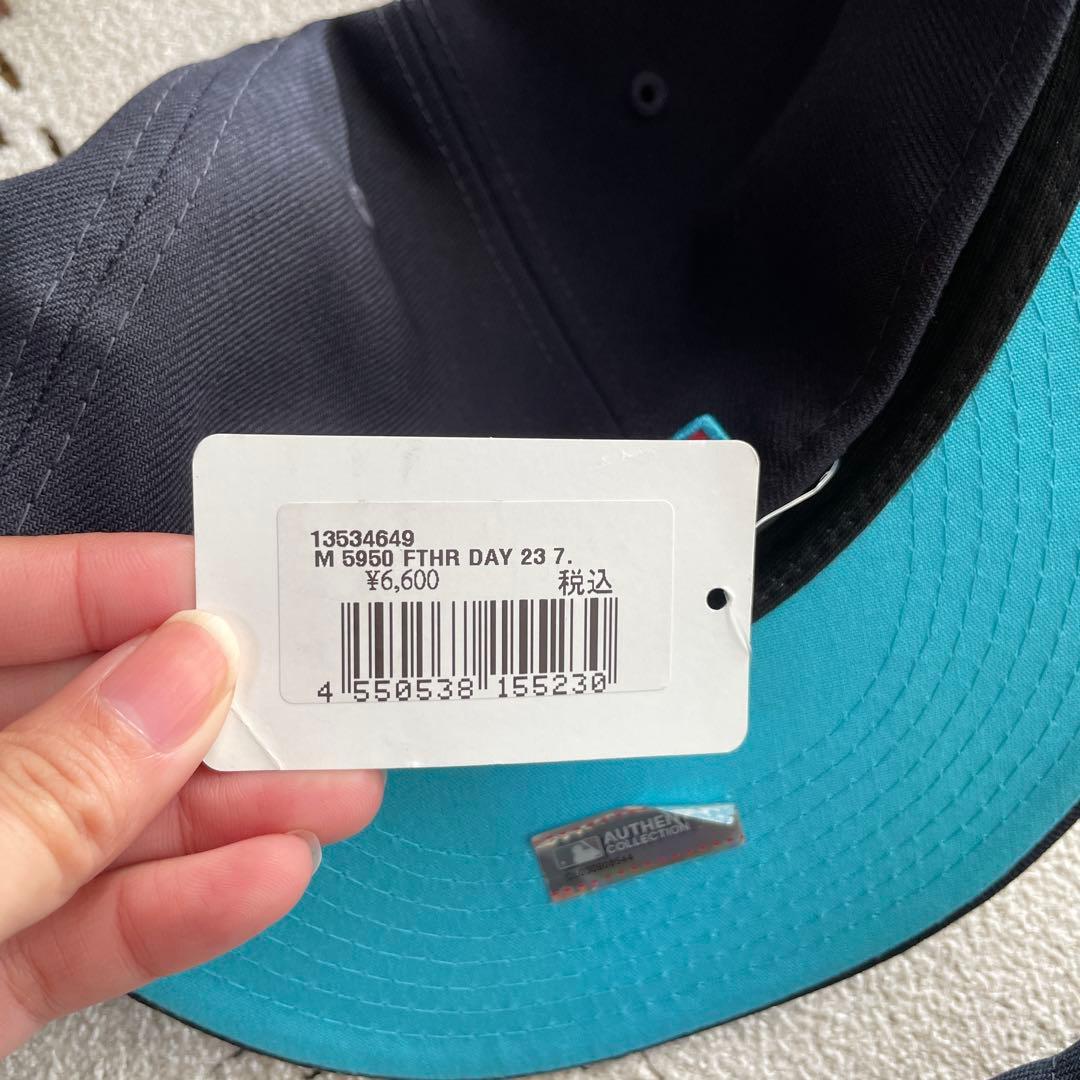 13534649
M 5950 FTHR DAY 23 7.
¥6,600 税込
4 550538 155230
AUTHEN
COLLECTION